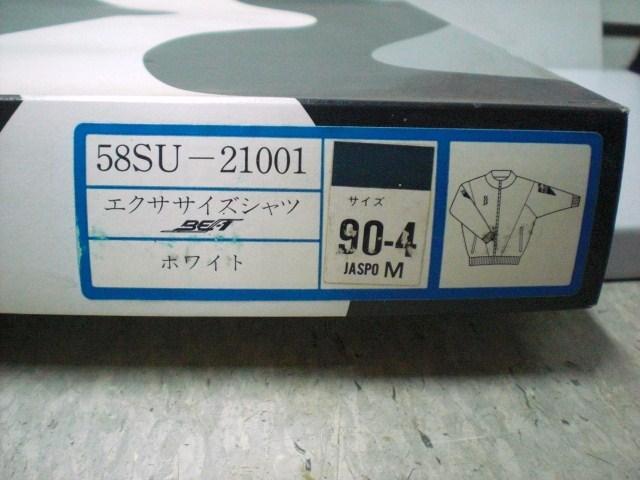 58SU-21001
エクササイズシャツ
BEAT
ホワイト
サイズ
90-4
JASPO M